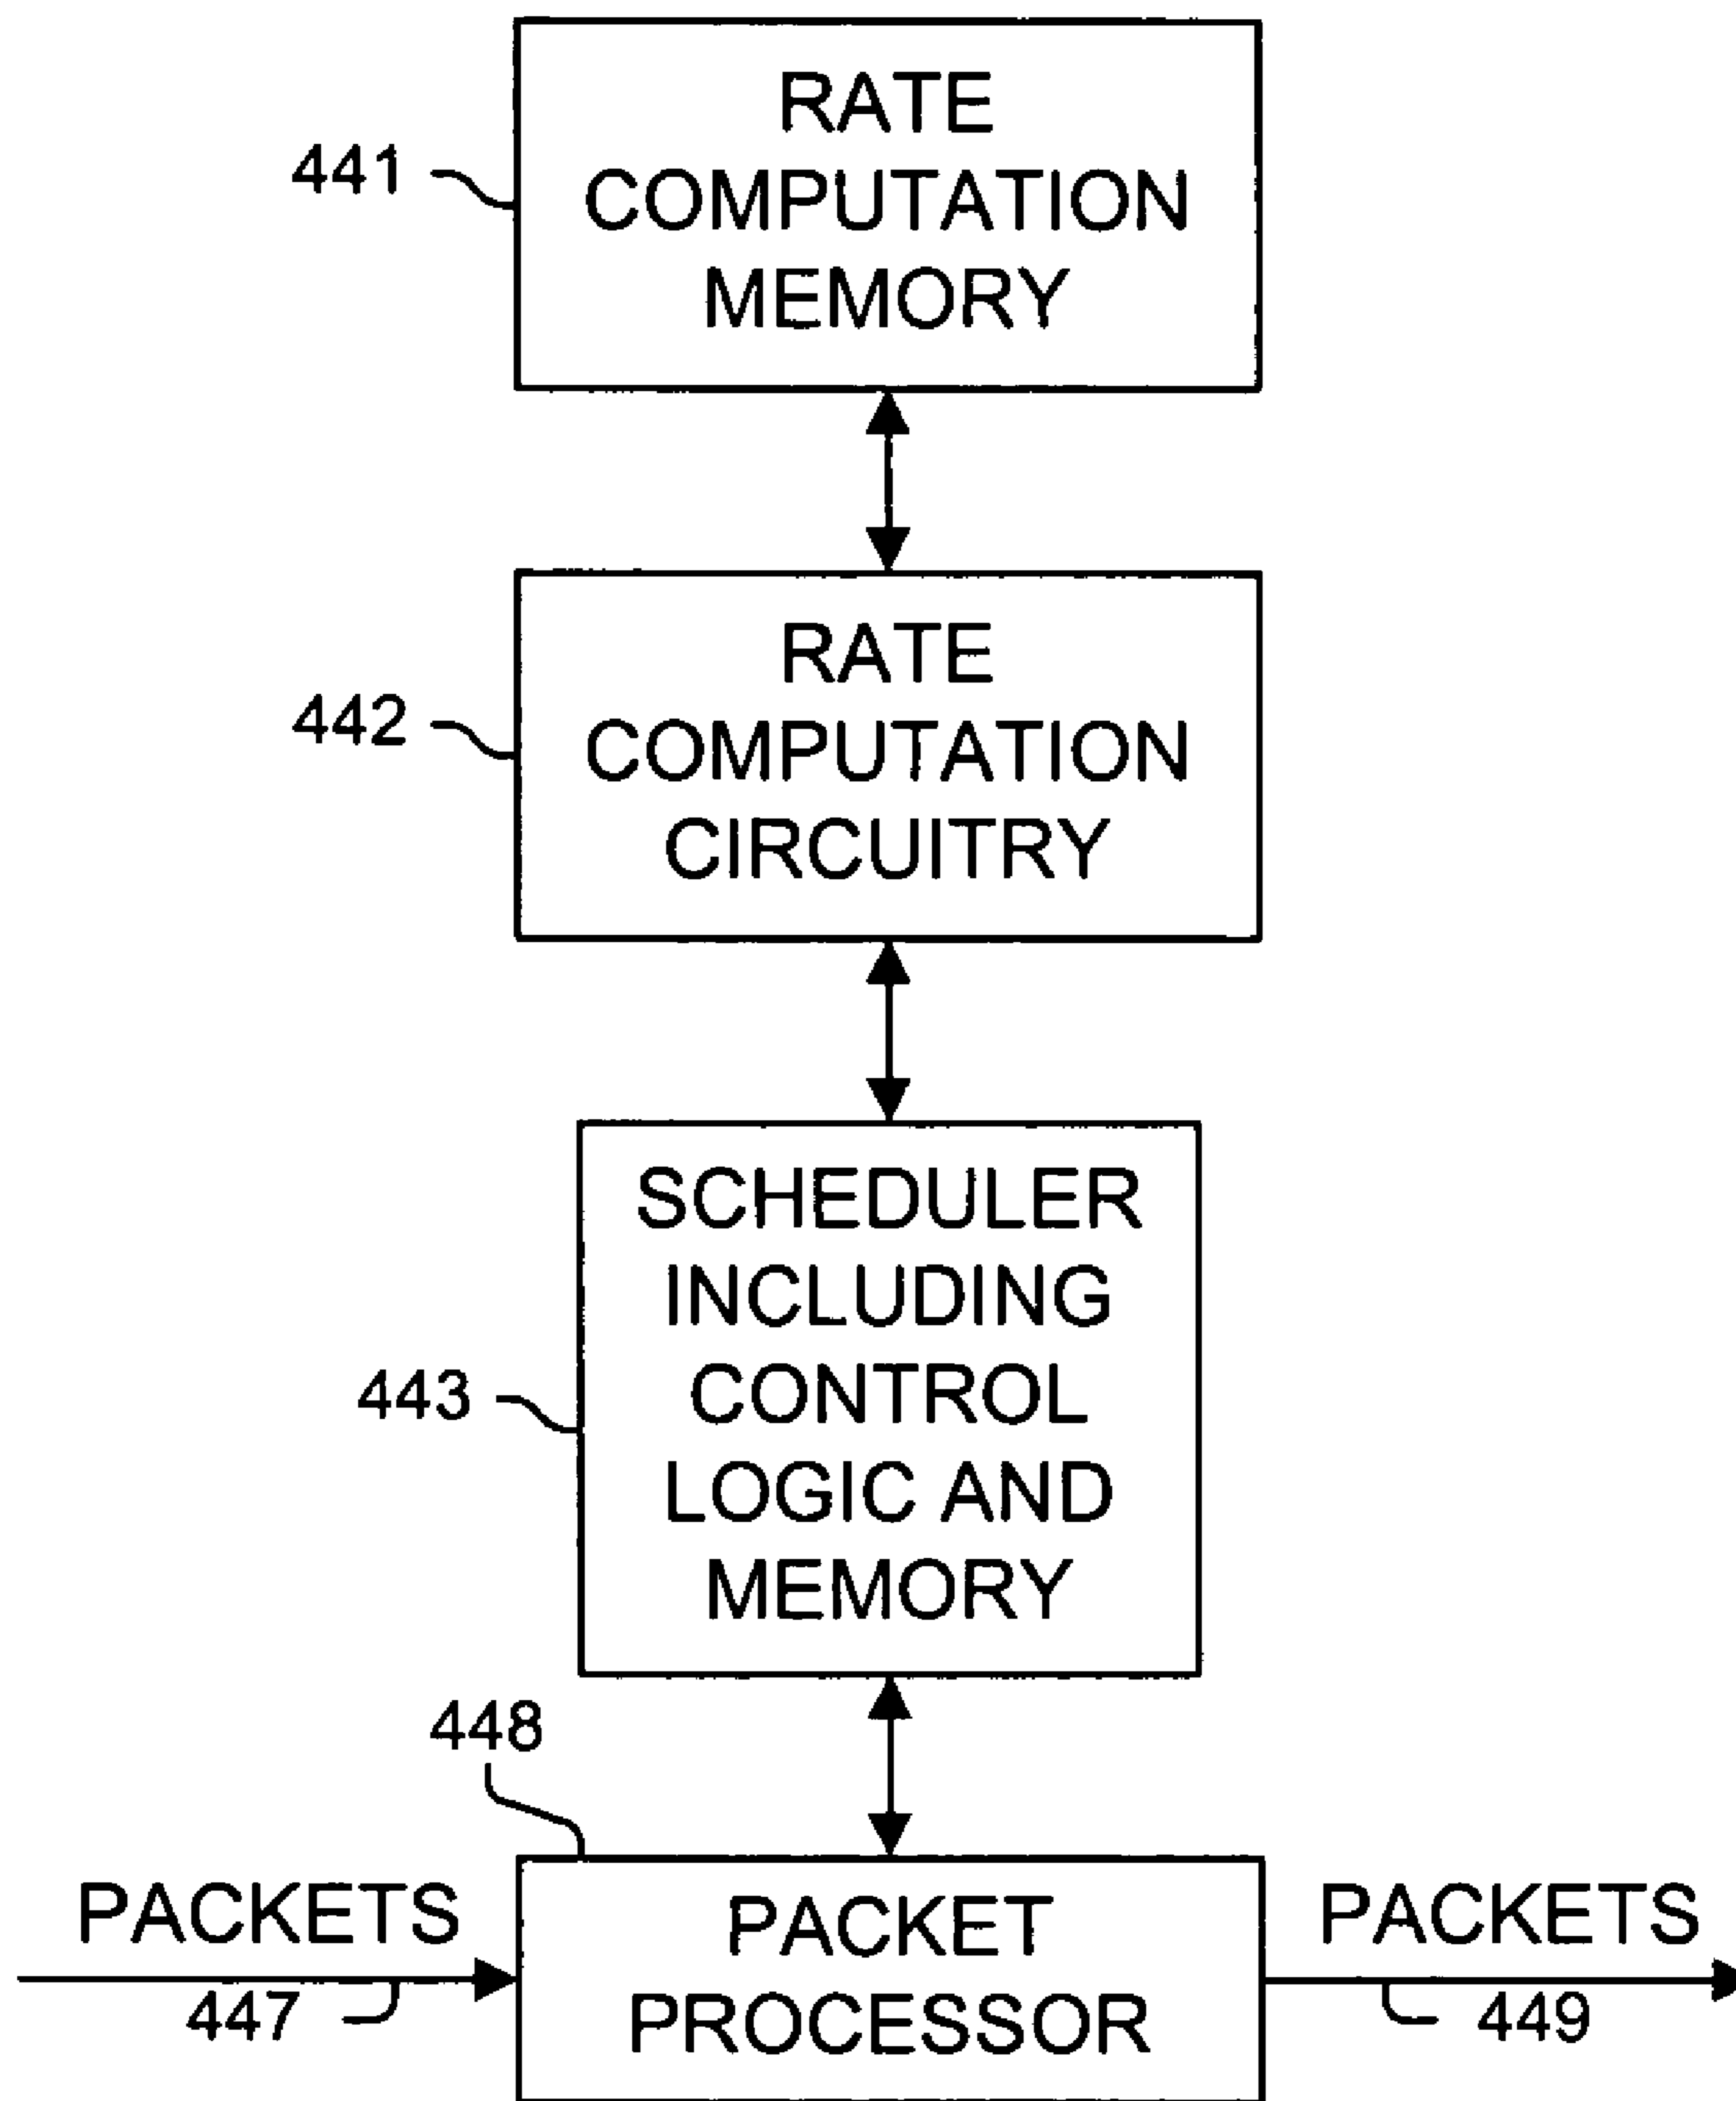 RATE
COMPUTATION
MEMORY
441
RATE
COMPUTATION
CIRCUITRY
442
SCHEDULER
INCLUDING
CONTROL
LOGIC AND
MEMORY
443
448
PACKETS
447
PACKET
PROCESSOR
PACKETS
449